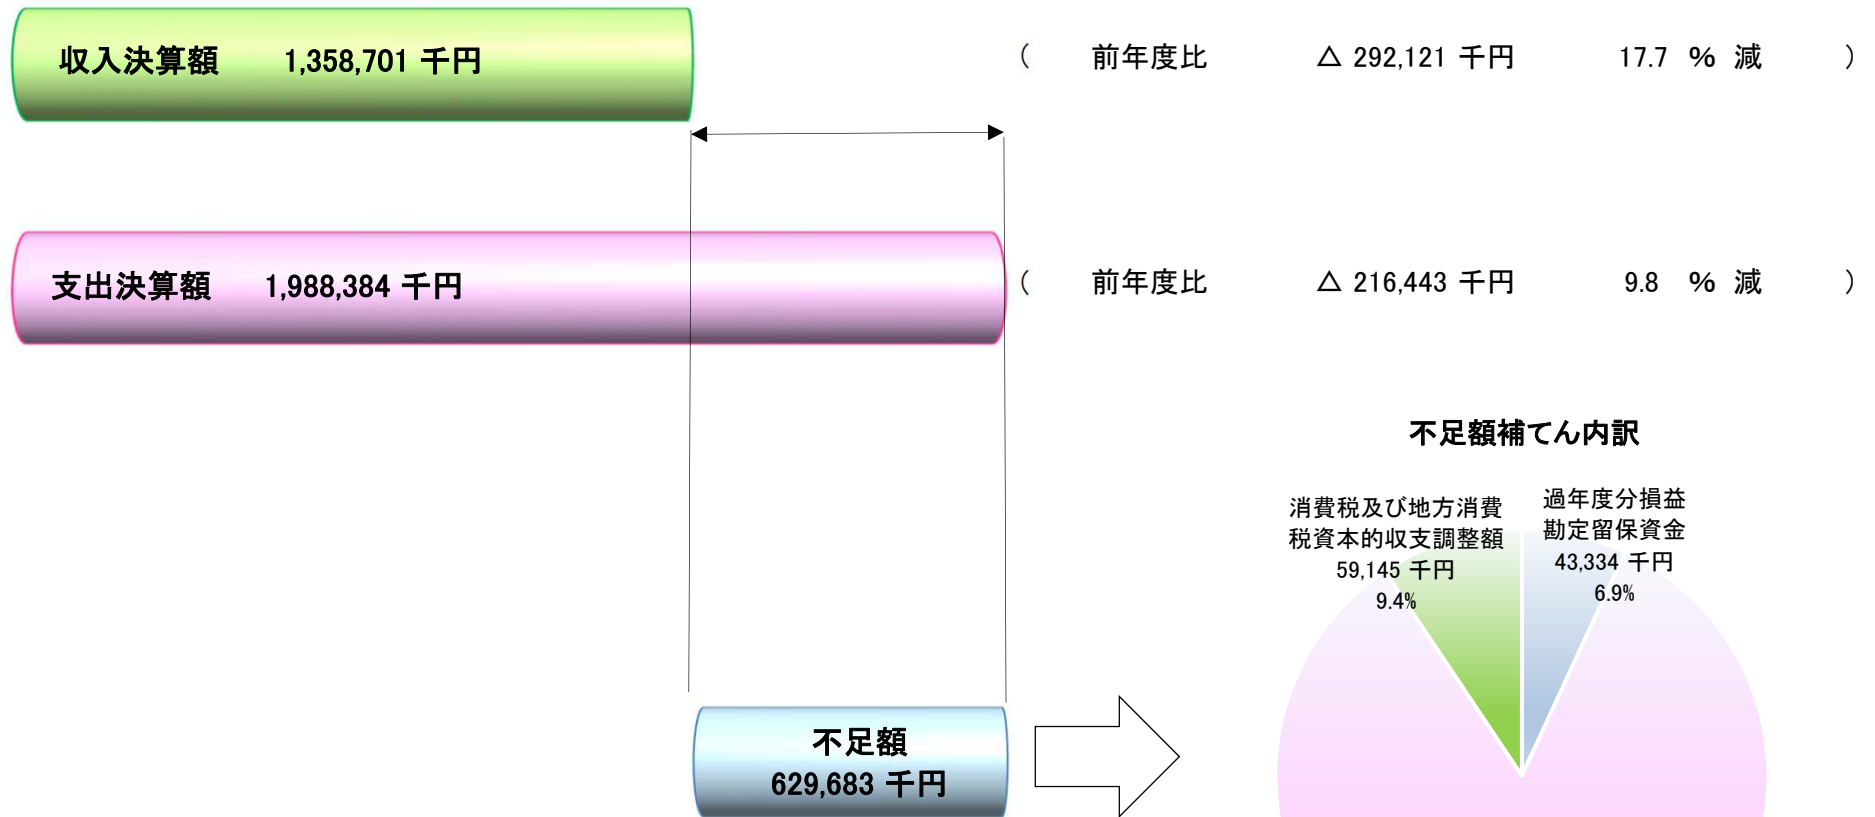 収入決算額 1,358,701 千円
( 前年度比 △ 292,121 千円 17.7 % 減 )
支出決算額 1,988,384 千円
( 前年度比 △ 216,443 千円 9.8 % 減 )
不足額補てん内訳
消費税及び地方消費
税資本的収支調整額
59,145 千円
9.4%
過年度分損益
勘定留保資金
43,334 千円
6.9%
不足額
629,683 千円